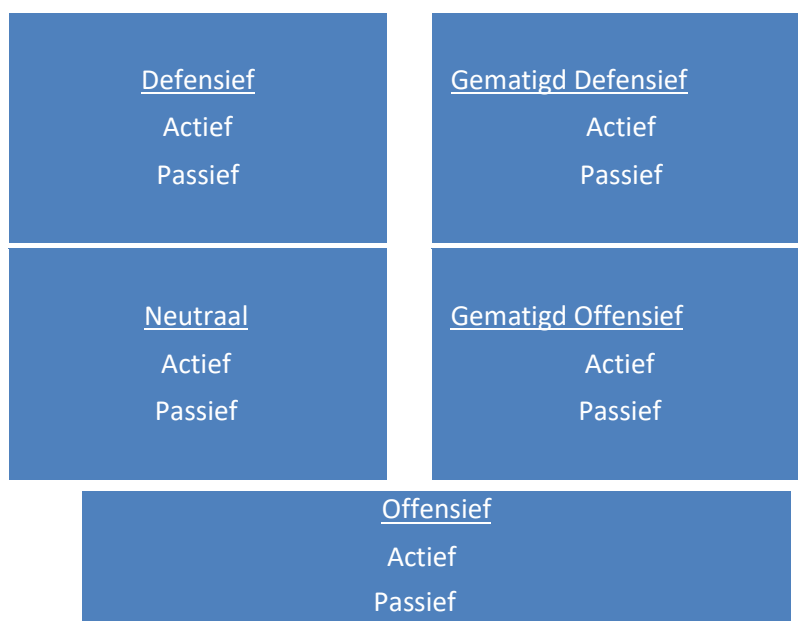 Defensief
Actief
Passief
Gematigd Defensief
Actief
Passief
Neutraal
Actief
Passief
Gematigd Offensief
Actief
Passief
Offensief
Actief
Passief